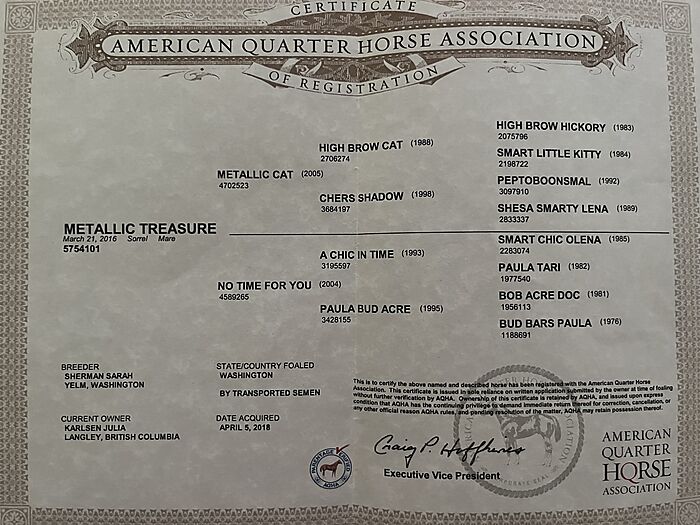 CERTIFICATE
AMERICAN QUARTER HORSE ASSOCIATION
OF REGISTRATION
HIGH BROW HICKORY (1983)
2075796
HIGH BROW CAT (1988)
2706274
SMART LITTLE KITTY (1984)
2198722
METALLIC CAT (2005)
4702523
PEPTOBOONSMAL (1992)
3097910
CHERS SHADOW (1998)
3684197
SHESA SMARTY LENA (1989)
2833337
METALLIC TREASURE
March 21, 2016 Sorrel Mare
5754101
SMART CHIC OLENA (1985)
2283074
A CHIC IN TIME (1993)
3195597
PAULA TARI (1982)
1977540
NO TIME FOR YOU (2004)
4589265
BOB ACRE DOC (1981)
1956113
PAULA BUD ACRE (1995)
3428155
BUD BARS PAULA (1976)
1188691
BREEDER
SHERMAN SARAH
YELM, WASHINGTON
STATE/COUNTRY FOALED
WASHINGTON
BY TRANSPORTED SEMEN
CURRENT OWNER
KARLSEN JULIA
LANGLEY, BRITISH COLUMBIA
DATE ACQUIRED
APRIL 5, 2018
This is to certify the above named and described horse has been registered with the American Quarter Horse
Association. This certificate is issued in sole reliance on written application submitted by the owner at time of foaling
without further verification by AQHA. Ownership of this certificate is retained by AQHA, and issued upon express
condition that AQHA has the continuing privilege to demand immediate return thereof for correction, cancellation, or
any other official reason AQHA rules, and pending resolution of the matter, AQHA may retain possession thereof.
Craig P. Huffhines
Executive Vice President
PARENTAGE VERIFIED
AQHA
AMERICAN
QUARTER
HORSE
ASSOCIATION